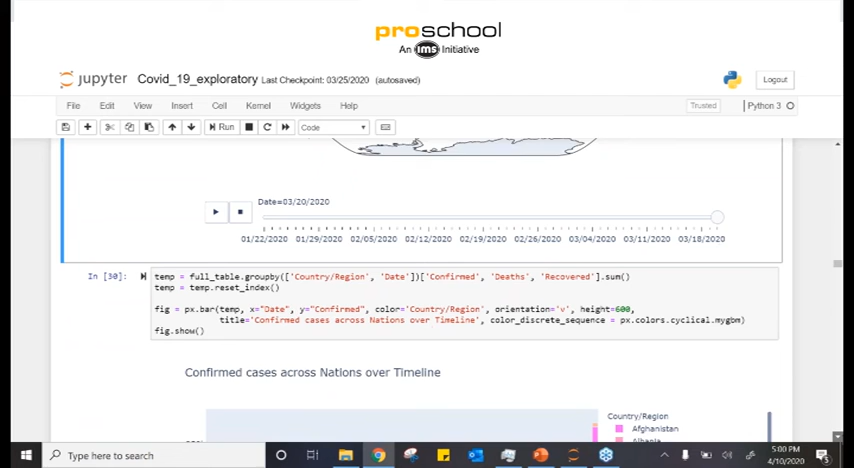 proschool
An ims Initiative
jupyter Covid_19_exploratory Last Checkpoint: 03/25/2020 (autosaved)
Logout
File Edit View Insert Cell Kernel Widgets Help
Trusted
Python 3
Run
Code
Date=03/20/2020
01/22/2020 01/29/2020 02/05/2020 02/12/2020 02/19/2020 02/26/2020 03/04/2020 03/11/2020 03/18/2020
In [30]:
temp = full_table.groupby(['Country/Region', 'Date'])['Confirmed', 'Deaths', 'Recovered'].sum()
temp = temp.reset_index()
fig = px.bar(temp, x="Date", y="Confirmed", color='Country/Region', orientation='v', height=600,
title='Confirmed cases across Nations over Timeline', color_discrete_sequence = px.colors.cyclical.mygbm)
fig.show()
Confirmed cases across Nations over Timeline
Country/Region
Afghanistan
Albania
Type here to search
5:00 PM
4/10/2020